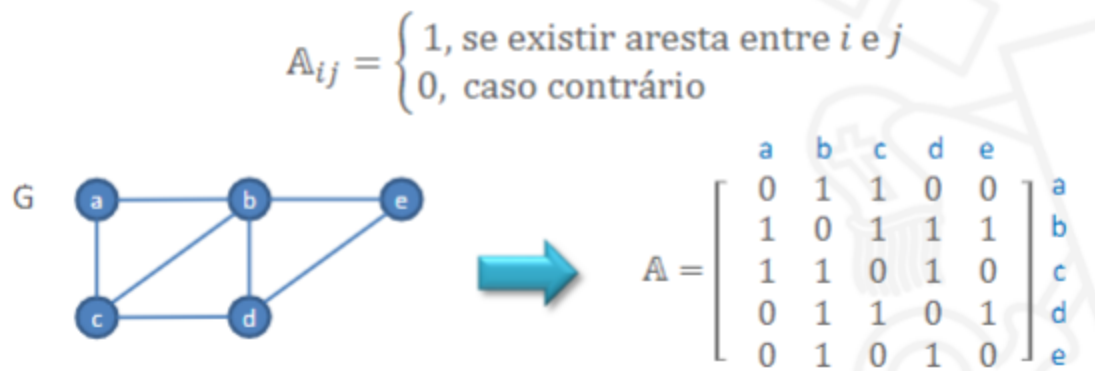 𝔸ij = { 1, se existir aresta entre i e j
0, caso contrário
G
a b e
c d
a b c d e
𝔸 =
0 1 1 0 0 a
1 0 1 1 1 b
1 1 0 1 0 c
0 1 1 0 1 d
0 1 0 1 0 e